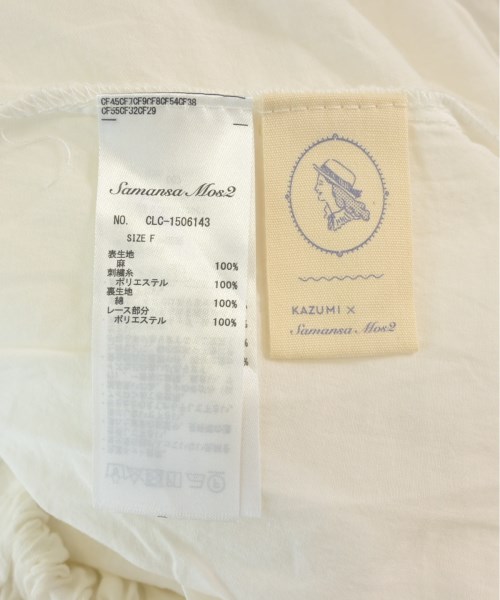 CF45CF7CF9CF8CF54CF38
CF55CF32CF29
Samansa Mos2
NO. CLC-1506143
SIZE F
表生地
麻 100%
刺繍糸
ポリエステル 100%
裏生地
綿 100%
レース部分
ポリエステル 100%
KAZUMI ×
Samansa Mos2